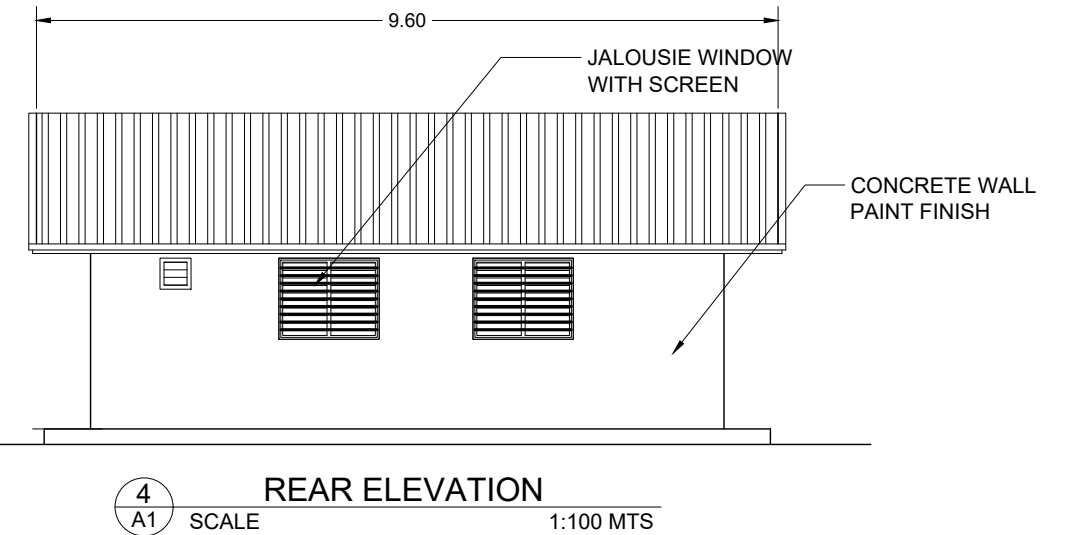 9.60
JALOUSIE WINDOW
WITH SCREEN
CONCRETE WALL
PAINT FINISH
4
A1
REAR ELEVATION
SCALE 1:100 MTS